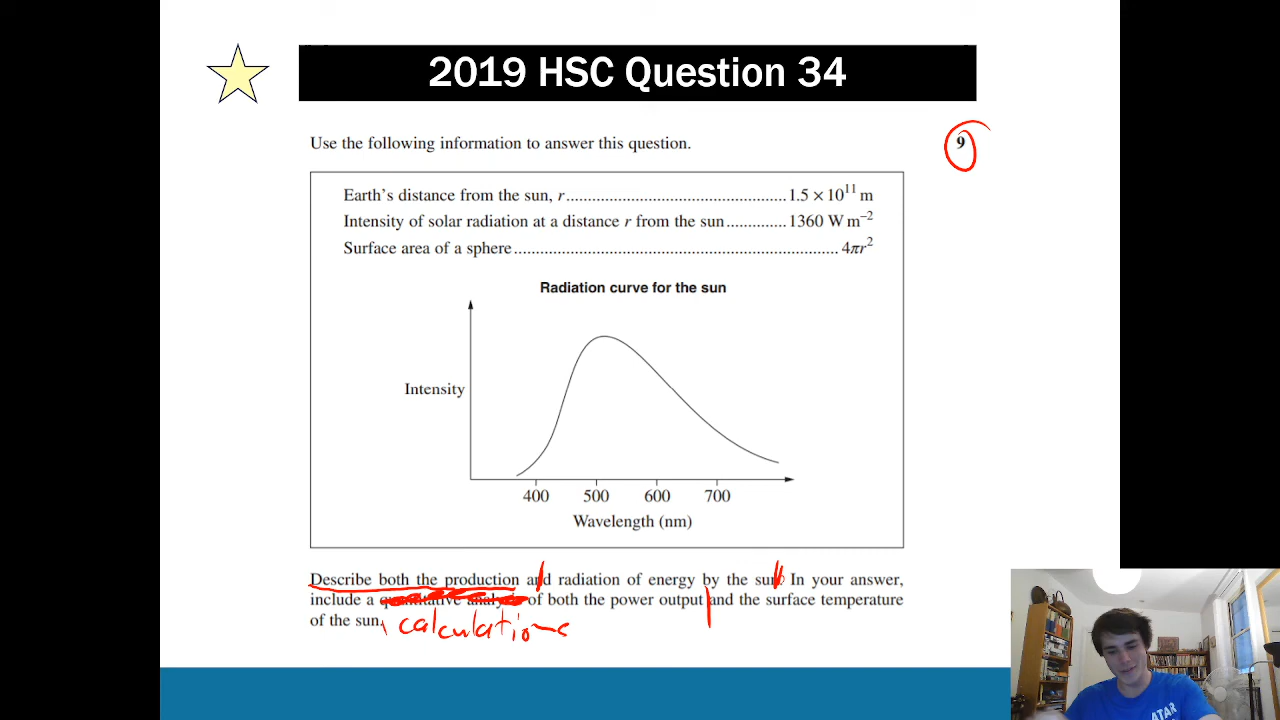 2019 HSC Question 34
Use the following information to answer this question.
9
Earth's distance from the sun, r........................................................1.5 × 10¹¹ m
Intensity of solar radiation at a distance r from the sun..............1360 W m⁻²
Surface area of a sphere................................................................................4πr²
Radiation curve for the sun
Intensity
400 500 600 700
Wavelength (nm)
Describe both the production and radiation of energy by the sun. In your answer,
include a quantitative analysis of both the power output and the surface temperature
of the sun.
calculations
ATAR